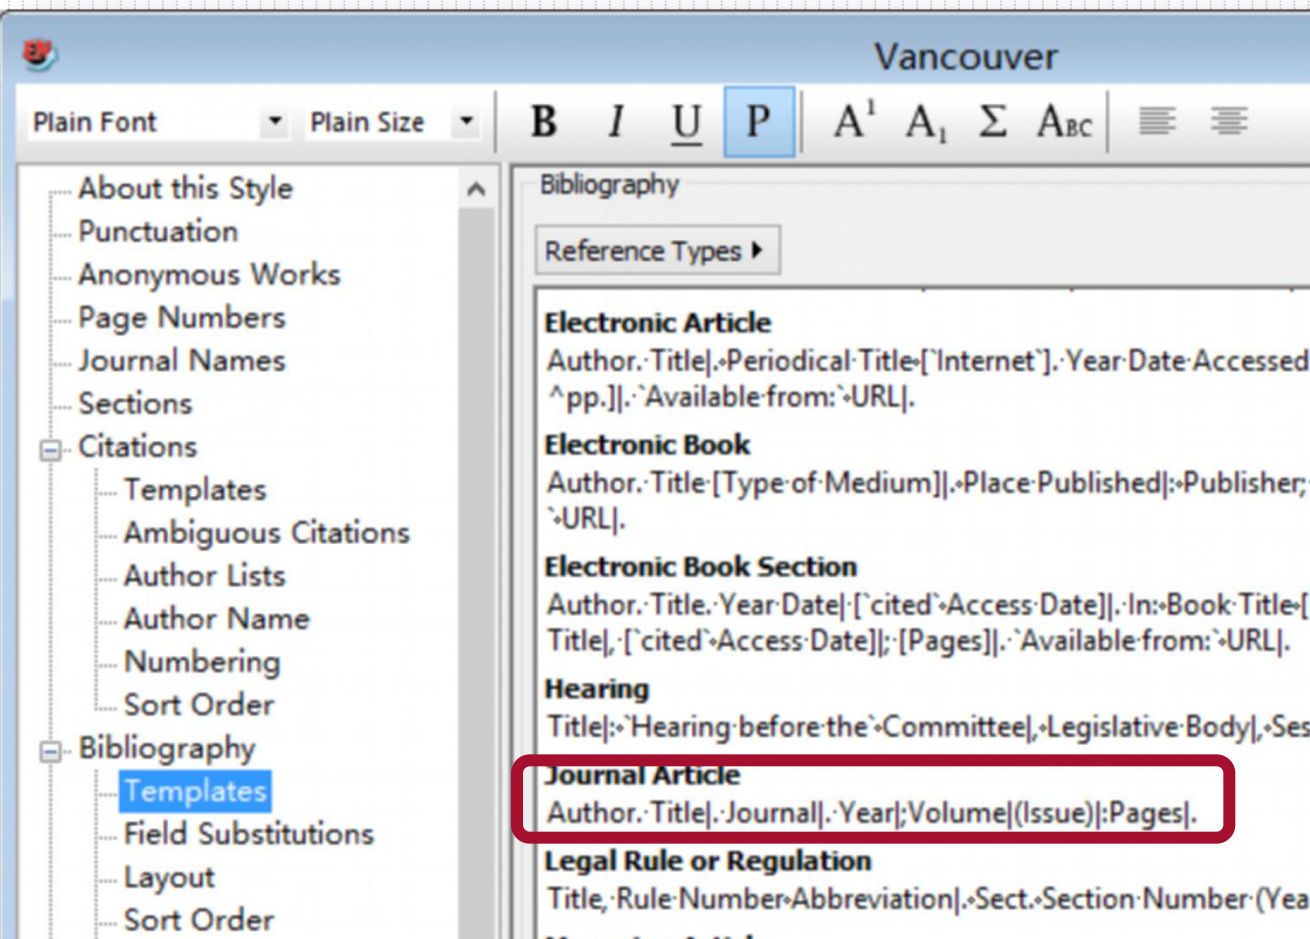 Vancouver
Plain Font Plain Size B I U P A¹ A₁ Σ ABC
About this Style
Punctuation
Anonymous Works
Page Numbers
Journal Names
Sections
Citations
Templates
Ambiguous Citations
Author Lists
Author Name
Numbering
Sort Order
Bibliography
Templates
Field Substitutions
Layout
Sort Order
Bibliography
Reference Types
Electronic Article
Author.·Title|.·Periodical·Title·[`Internet`].·Year·Date·Accessed
^pp.]|.·`Available·from:`·URL|.
Electronic Book
Author.·Title·[Type·of·Medium]|.·Place·Published|:·Publisher;
`·URL|.
Electronic Book Section
Author.·Title.·Year·Date|·[`cited`·Access·Date]|.·In:·Book·Title·[
Title|,·[`cited`·Access·Date]|;·[Pages]|.·`Available·from:`·URL|.
Hearing
Title|:·`Hearing·before·the`·Committee|,·Legislative·Body|,·Ses
Journal Article
Author.·Title|.·Journal|.·Year|;Volume|(Issue)|:Pages|.
Legal Rule or Regulation
Title,·Rule·Number·Abbreviation|.·Sect.·Section·Number·(Yea